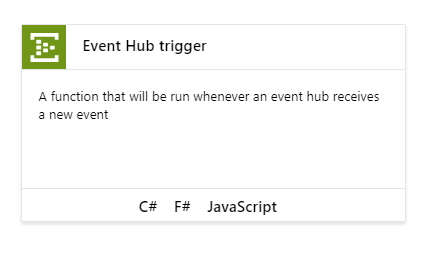 Event Hub trigger
A function that will be run whenever an event hub receives
a new event
C# F# JavaScript